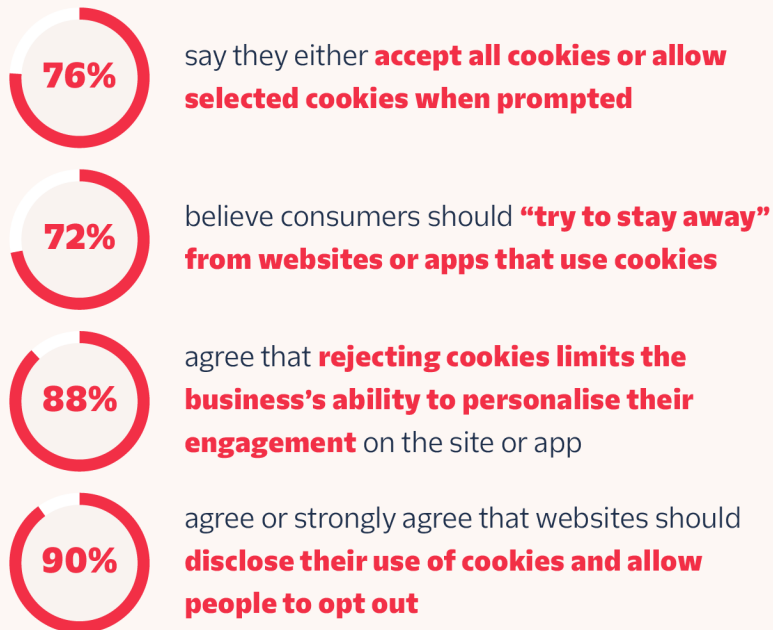 76%
say they either accept all cookies or allow
selected cookies when prompted
72%
believe consumers should “try to stay away”
from websites or apps that use cookies
88%
agree that rejecting cookies limits the
business’s ability to personalise their
engagement on the site or app
90%
agree or strongly agree that websites should
disclose their use of cookies and allow
people to opt out